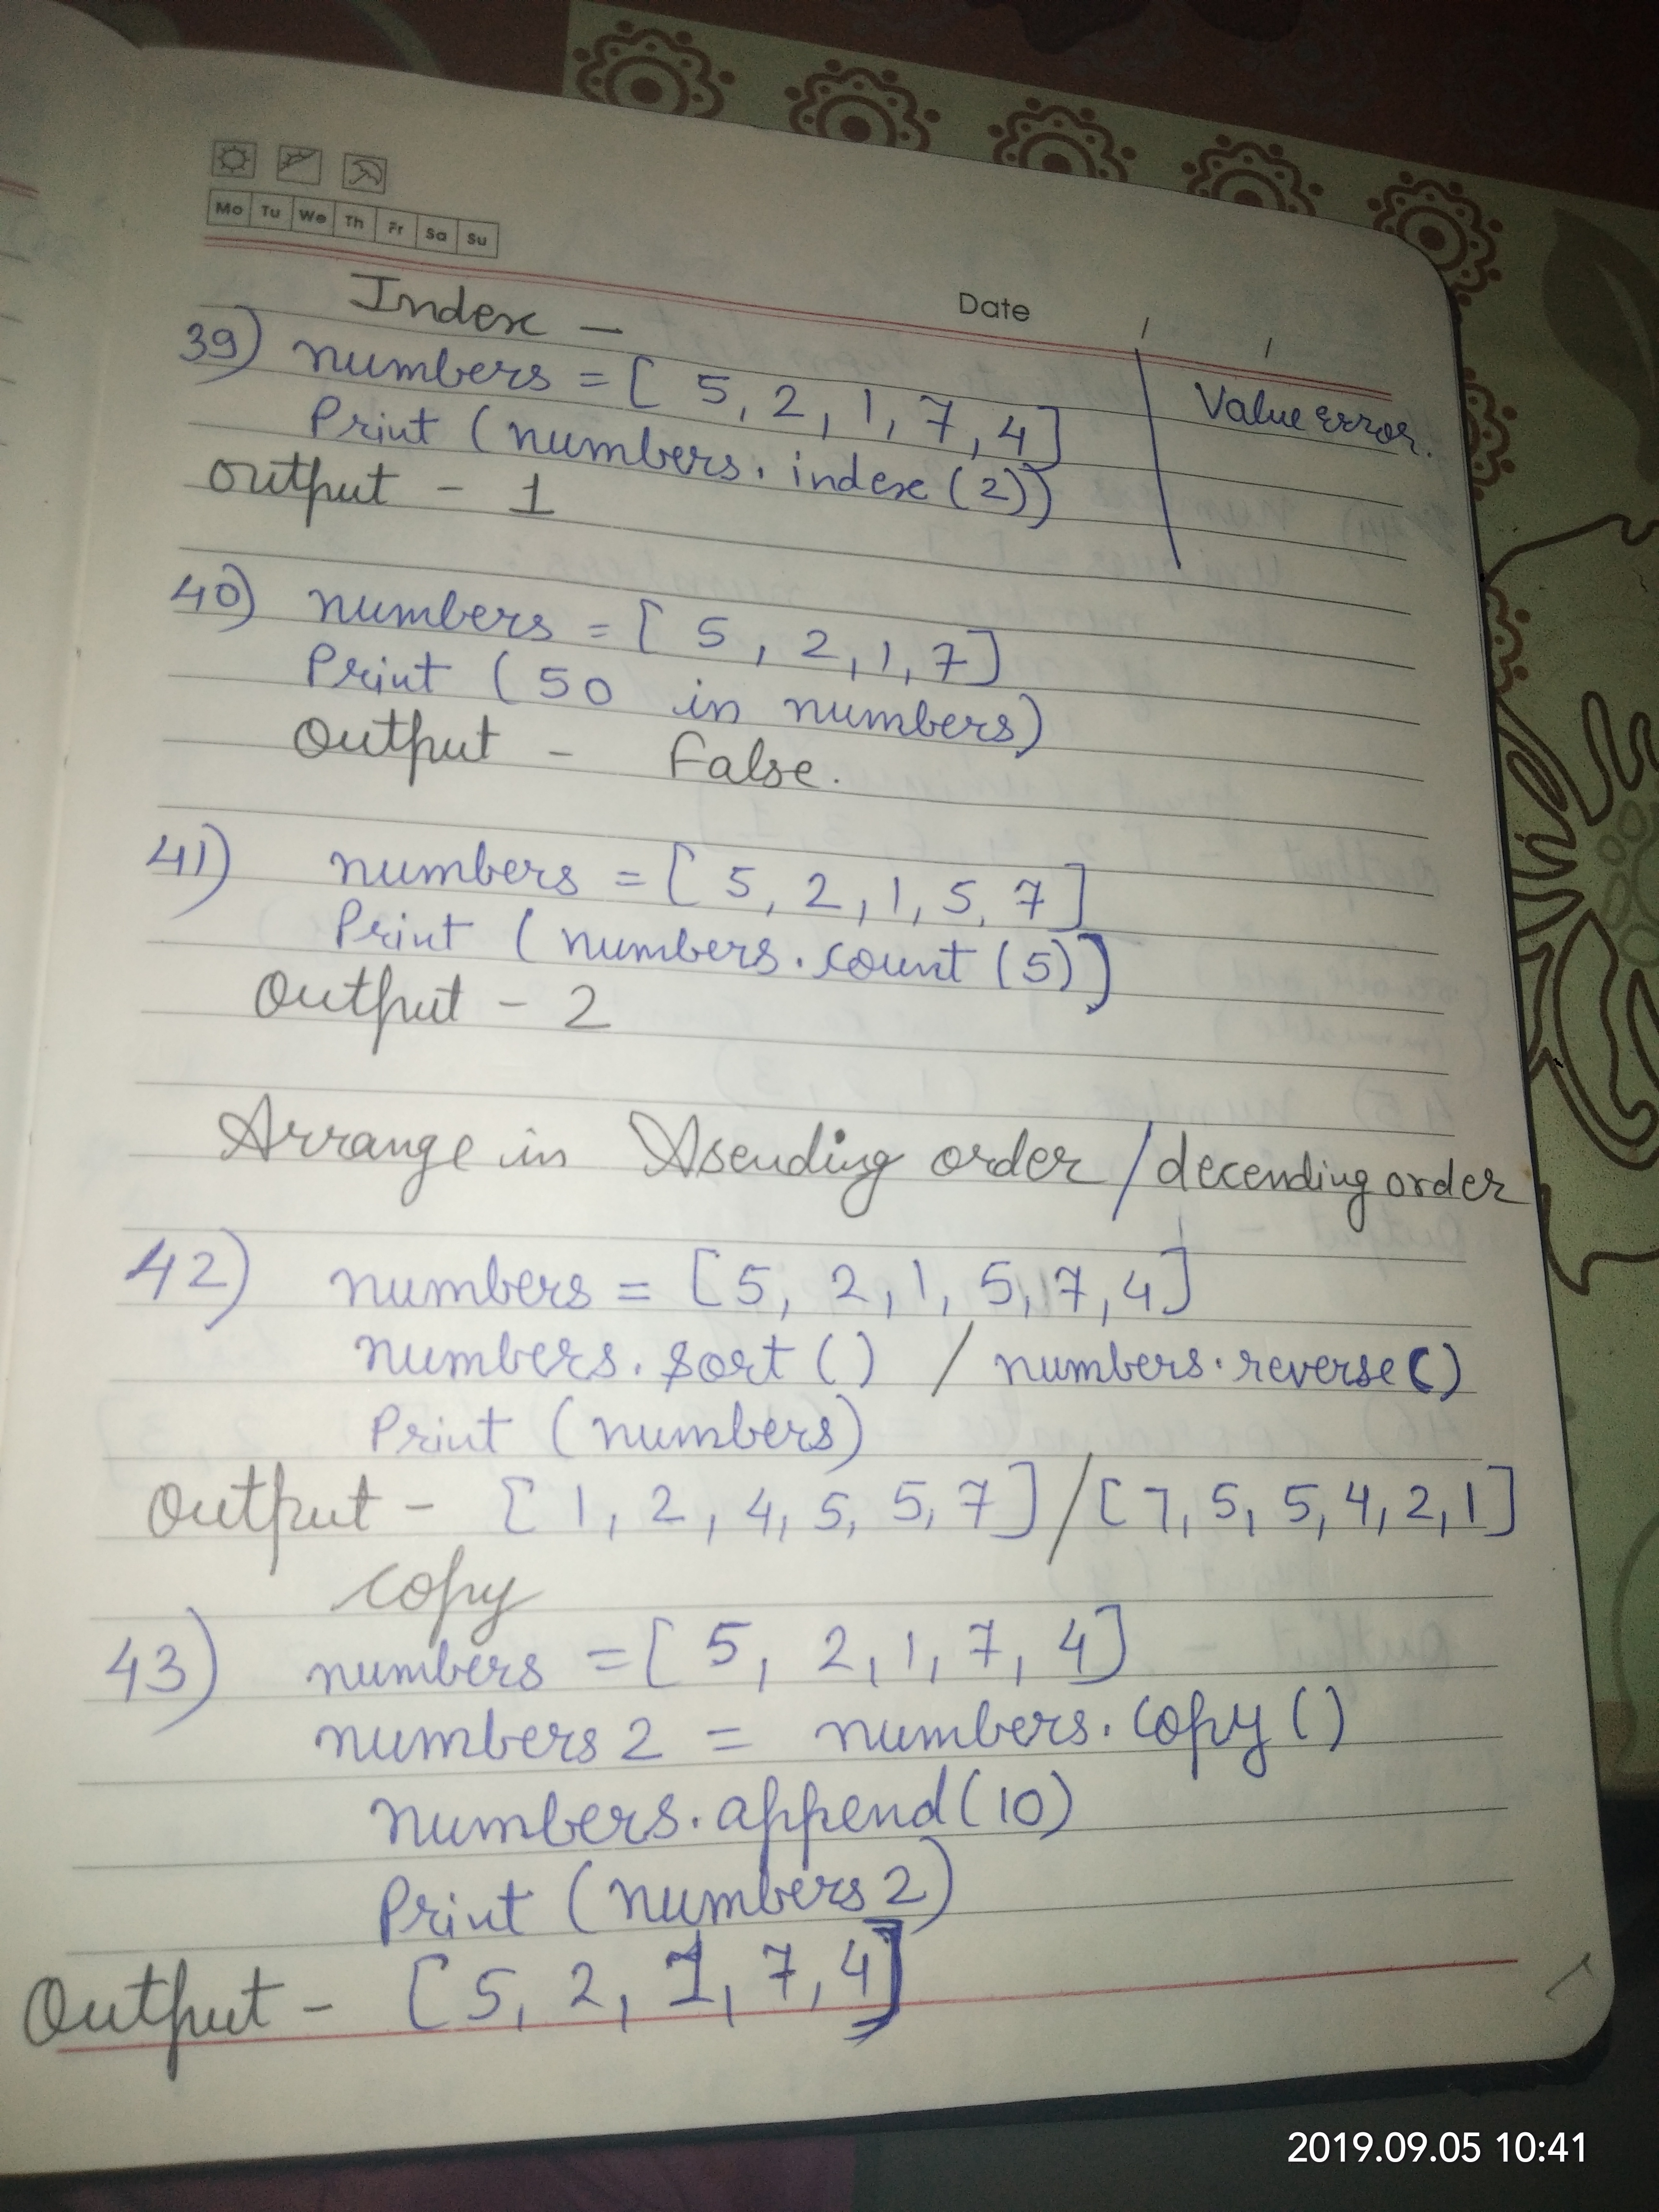 Mo Tu We Th Fr Sa Su
Date / /
Index -
39) numbers = [ 5, 2, 1, 7, 4]
Print (numbers. index (2))
Output - 1
Value Error.
40) numbers = [ 5, 2, 1, 7]
Print ( 50 in numbers)
Output - False.
41) numbers = [ 5, 2, 1, 5, 7 ]
Print ( numbers. count (5)]
Output - 2
Arrange in Asending order / decending order
42) numbers = [5, 2, 1, 5, 7, 4]
numbers. sort () / numbers. reverse()
Print (numbers)
Output - [ 1, 2, 4, 5, 5, 7] / [ 7, 5, 5, 4, 2, 1]
Copy
43) numbers = [ 5, 2, 1, 7, 4]
numbers 2 = numbers. Copy ()
numbers. append (10)
Print (numbers 2)
Output - [5, 2, 1, 7, 4]
2019.09.05 10:41